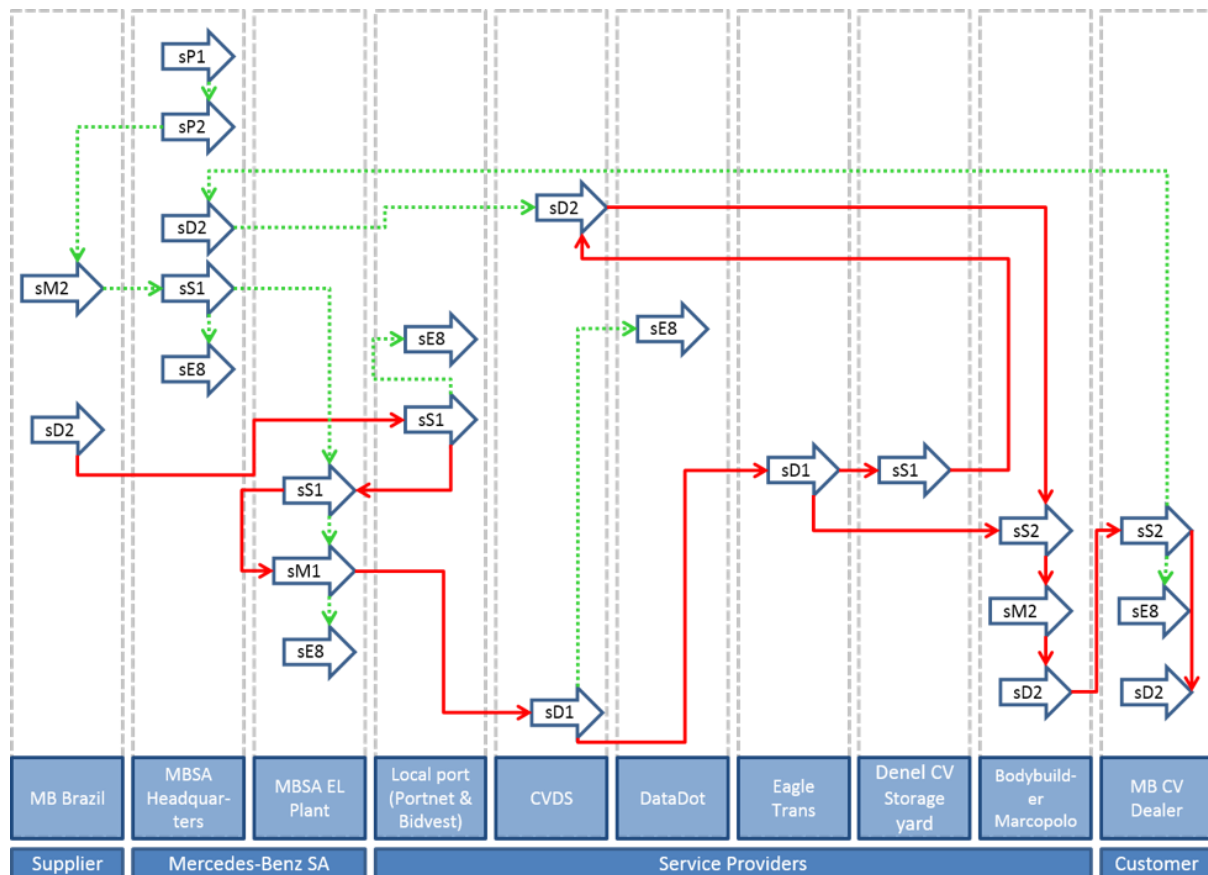 sP1
sP2
sD2
sD2
sM2
sS1
sE8
sE8
sE8
sD2
sS1
sD1
sS1
sS1
sS2
sS2
sM1
sM2
sE8
sE8
sD1
sD2
sD2
MB Brazil
MBSA
Headquar-
ters
MBSA EL
Plant
Local port
(Portnet &
Bidvest)
CVDS
DataDot
Eagle
Trans
Denel CV
Storage
yard
Bodybuild-
er
Marcopolo
MB CV
Dealer
Supplier
Mercedes-Benz SA
Service Providers
Customer